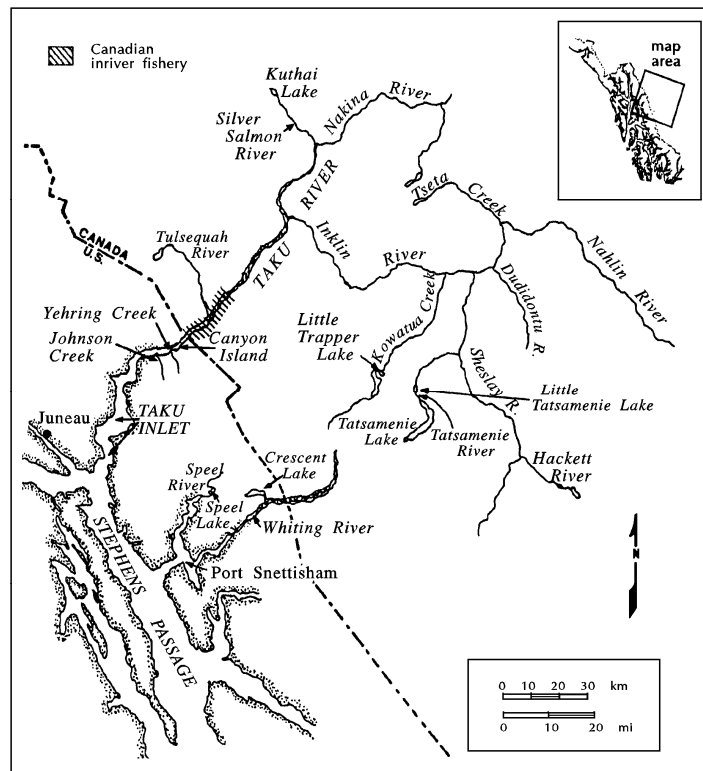 Canadian
inriver fishery
map
area
Kuthai
Lake
Nakina River
Silver
Salmon
River
Tseta Creek
TAKU RIVER
Tulsequah
River
CANADA
U.S.
Inklin River
Nahlin River
Dudidontu R.
Yehring Creek
Johnson
Creek
Canyon
Island
Little
Trapper
Lake
Kowatua Creek
Sheslay R.
Little
Tatsamenie Lake
Juneau
TAKU
INLET
Tatsamenie
Lake
Tatsamenie
River
Crescent
Lake
Speel
River
Speel
Lake
Hackett
River
Whiting River
STEPHENS PASSAGE
Port Snettisham
N
0 10 20 30 km
0 10 20 mi